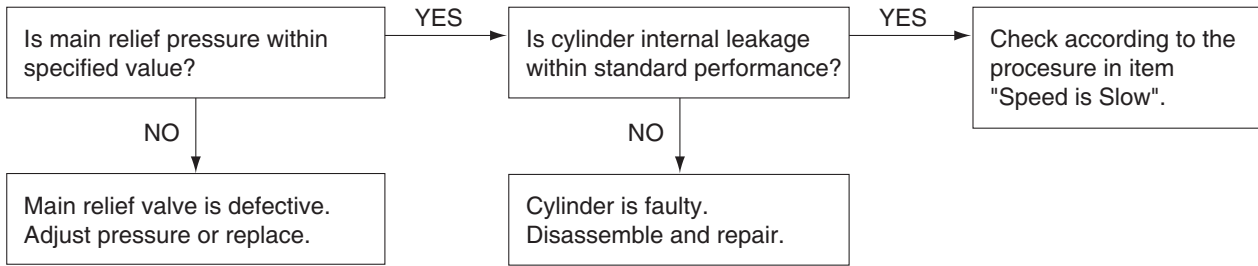 Is main relief pressure within
specified value?
YES
Is cylinder internal leakage
within standard performance?
YES
Check according to the
procesure in item
"Speed is Slow".
NO
Main relief valve is defective.
Adjust pressure or replace.
NO
Cylinder is faulty.
Disassemble and repair.